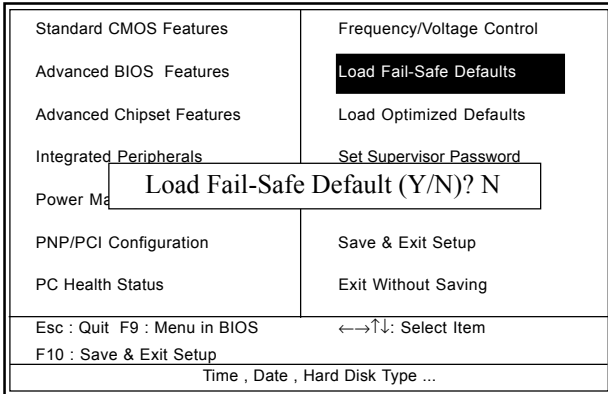 Standard CMOS Features
Advanced BIOS Features
Advanced Chipset Features
Integrated Peripherals
Power Ma
PNP/PCI Configuration
PC Health Status
Frequency/Voltage Control
Load Fail-Safe Defaults
Load Optimized Defaults
Set Supervisor Password
Save & Exit Setup
Exit Without Saving
Load Fail-Safe Default (Y/N)? N
Esc : Quit F9 : Menu in BIOS
←→↑↓: Select Item
F10 : Save & Exit Setup
Time , Date , Hard Disk Type ...